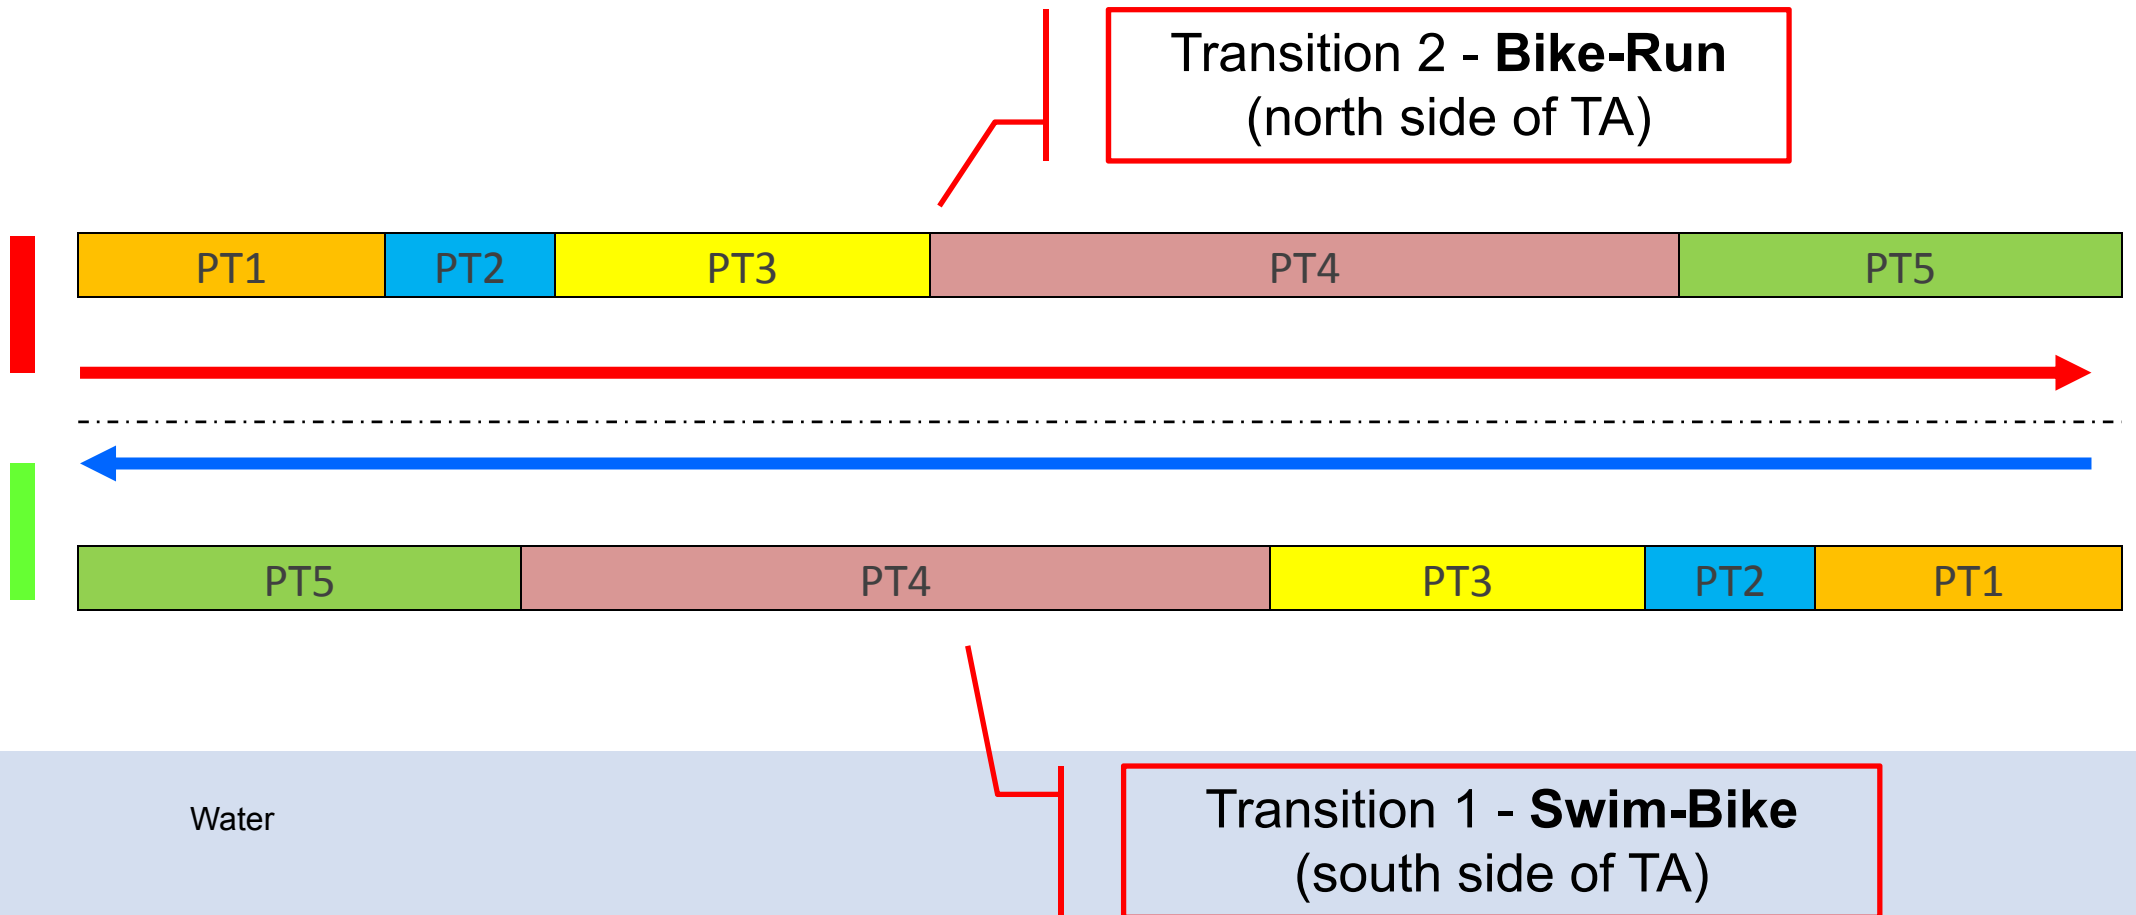 Transition 2 - Bike-Run
(north side of TA)
PT1 PT2 PT3 PT4 PT5
PT5 PT4 PT3 PT2 PT1
Water
Transition 1 - Swim-Bike
(south side of TA)